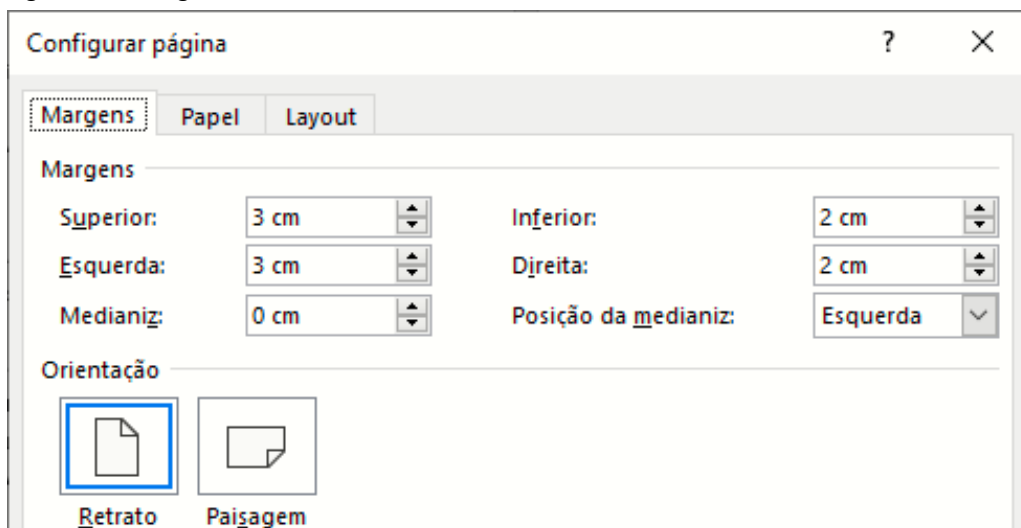 Configurar página ?
Margens Papel Layout
Margens
Superior: 3 cm Inferior: 2 cm
Esquerda: 3 cm Direita: 2 cm
Medianiz: 0 cm Posição da medianiz: Esquerda
Orientação
Retrato Paisagem